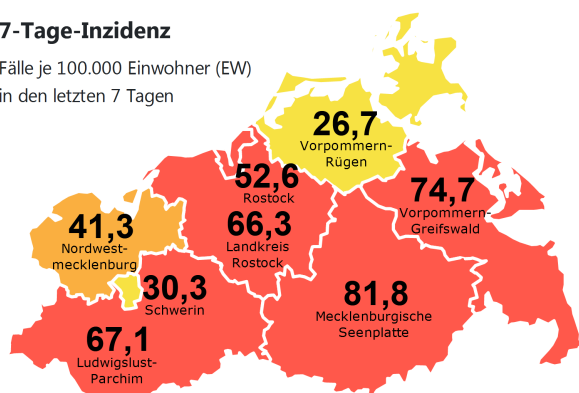 7-Tage-Inzidenz
Fälle je 100.000 Einwohner (EW)
in den letzten 7 Tagen
26,7
Vorpommern-
Rügen
52,6
Rostock
74,7
Vorpommern-
Greifswald
41,3
Nordwest-
mecklenburg
66,3
Landkreis
Rostock
30,3
Schwerin
81,8
Mecklenburgische
Seenplatte
67,1
Ludwigslust-
Parchim